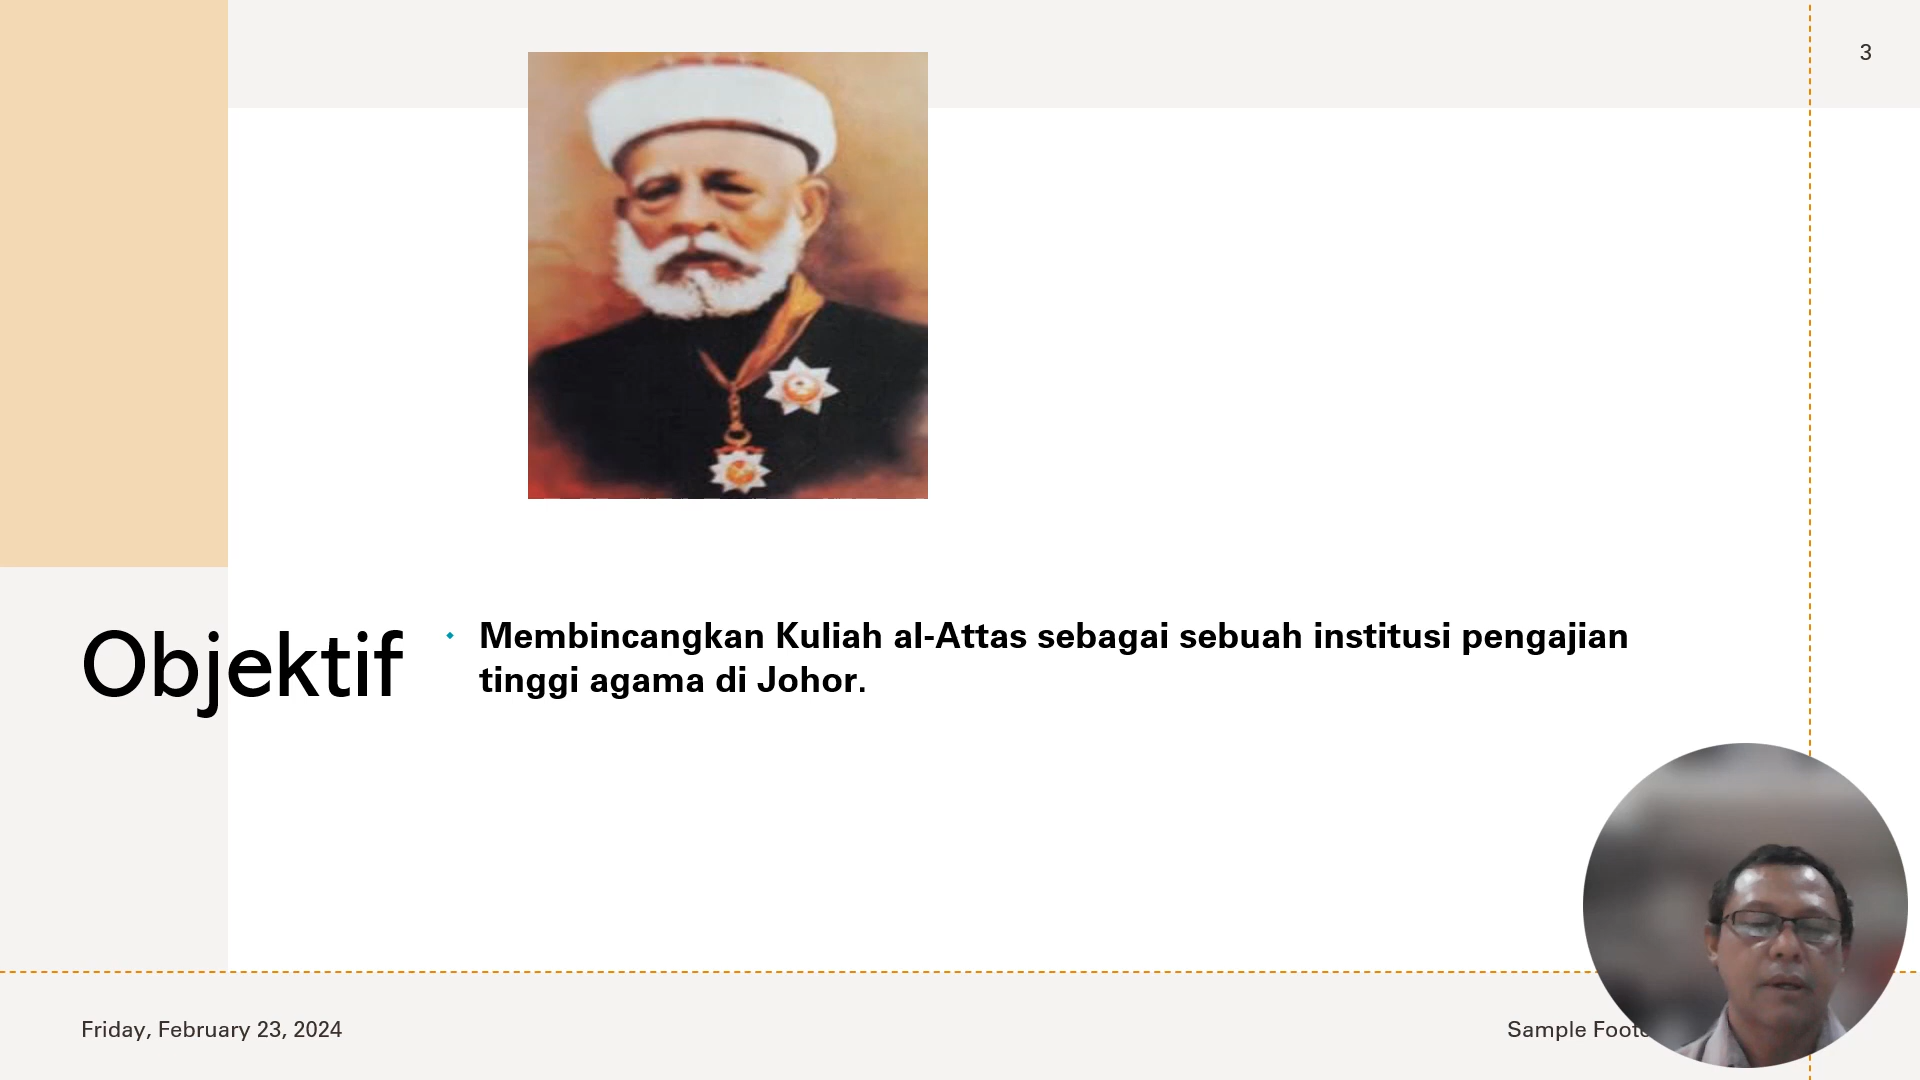 3
Objektif
Membincangkan Kuliah al-Attas sebagai sebuah institusi pengajian
tinggi agama di Johor.
Friday, February 23, 2024
Sample